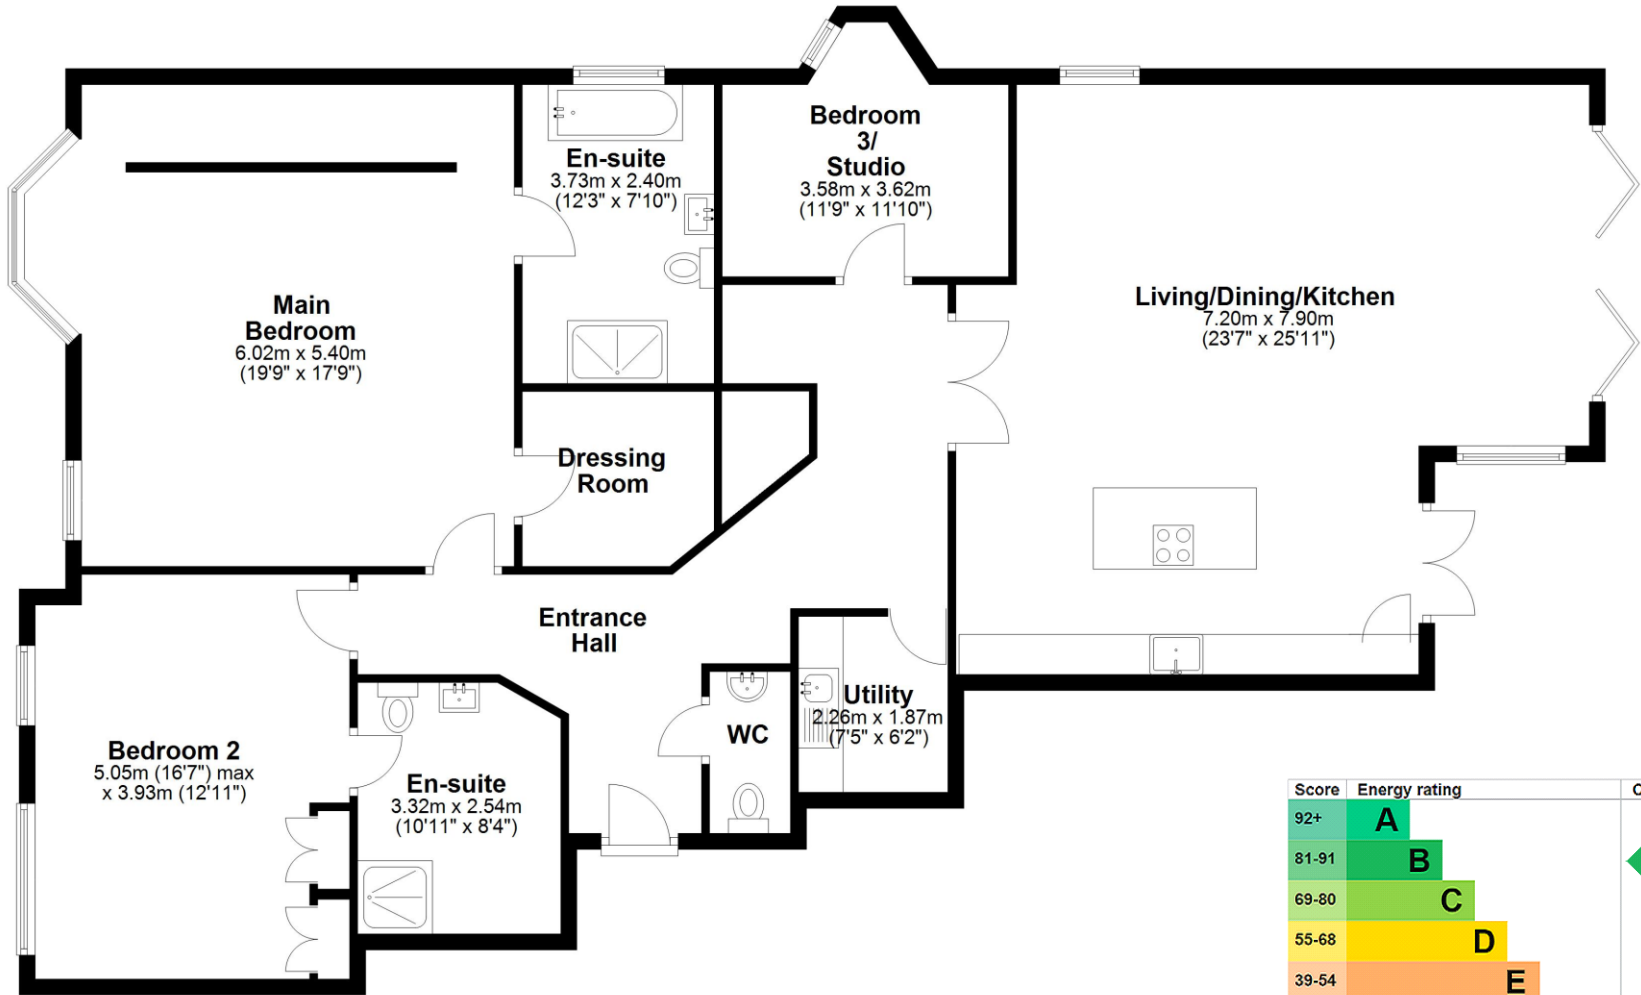 Bedroom
3/
Studio
3.58m x 3.62m
(11'9" x 11'10")
En-suite
3.73m x 2.40m
(12'3" x 7'10")
Main
Bedroom
6.02m x 5.40m
(19'9" x 17'9")
Living/Dining/Kitchen
7.20m x 7.90m
(23'7" x 25'11")
Dressing
Room
Entrance
Hall
Utility
2.26m x 1.87m
(7'5" x 6'2")
WC
Bedroom 2
5.05m (16'7") max
x 3.93m (12'11")
En-suite
3.32m x 2.54m
(10'11" x 8'4")
Score Energy rating C
92+ A
81-91 B
69-80 C
55-68 D
39-54 E